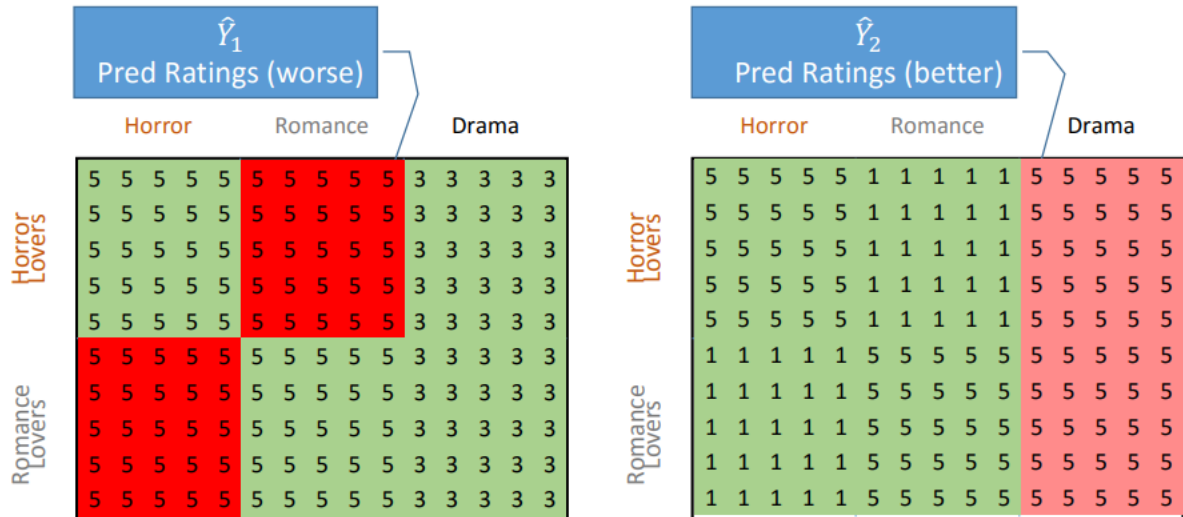 Ŷ₁
Pred Ratings (worse)
Horror Romance Drama
Horror
Lovers
Romance
Lovers
5 5 5 5 5 5 5 5 5 5 3 3 3 3 3
5 5 5 5 5 5 5 5 5 5 3 3 3 3 3
5 5 5 5 5 5 5 5 5 5 3 3 3 3 3
5 5 5 5 5 5 5 5 5 5 3 3 3 3 3
5 5 5 5 5 5 5 5 5 5 3 3 3 3 3
5 5 5 5 5 5 5 5 5 5 3 3 3 3 3
5 5 5 5 5 5 5 5 5 5 3 3 3 3 3
5 5 5 5 5 5 5 5 5 5 3 3 3 3 3
5 5 5 5 5 5 5 5 5 5 3 3 3 3 3
5 5 5 5 5 5 5 5 5 5 3 3 3 3 3
Ŷ₂
Pred Ratings (better)
Horror Romance Drama
Horror
Lovers
Romance
Lovers
5 5 5 5 5 1 1 1 1 1 5 5 5 5 5
5 5 5 5 5 1 1 1 1 1 5 5 5 5 5
5 5 5 5 5 1 1 1 1 1 5 5 5 5 5
5 5 5 5 5 1 1 1 1 1 5 5 5 5 5
5 5 5 5 5 1 1 1 1 1 5 5 5 5 5
1 1 1 1 1 5 5 5 5 5 5 5 5 5 5
1 1 1 1 1 5 5 5 5 5 5 5 5 5 5
1 1 1 1 1 5 5 5 5 5 5 5 5 5 5
1 1 1 1 1 5 5 5 5 5 5 5 5 5 5
1 1 1 1 1 5 5 5 5 5 5 5 5 5 5